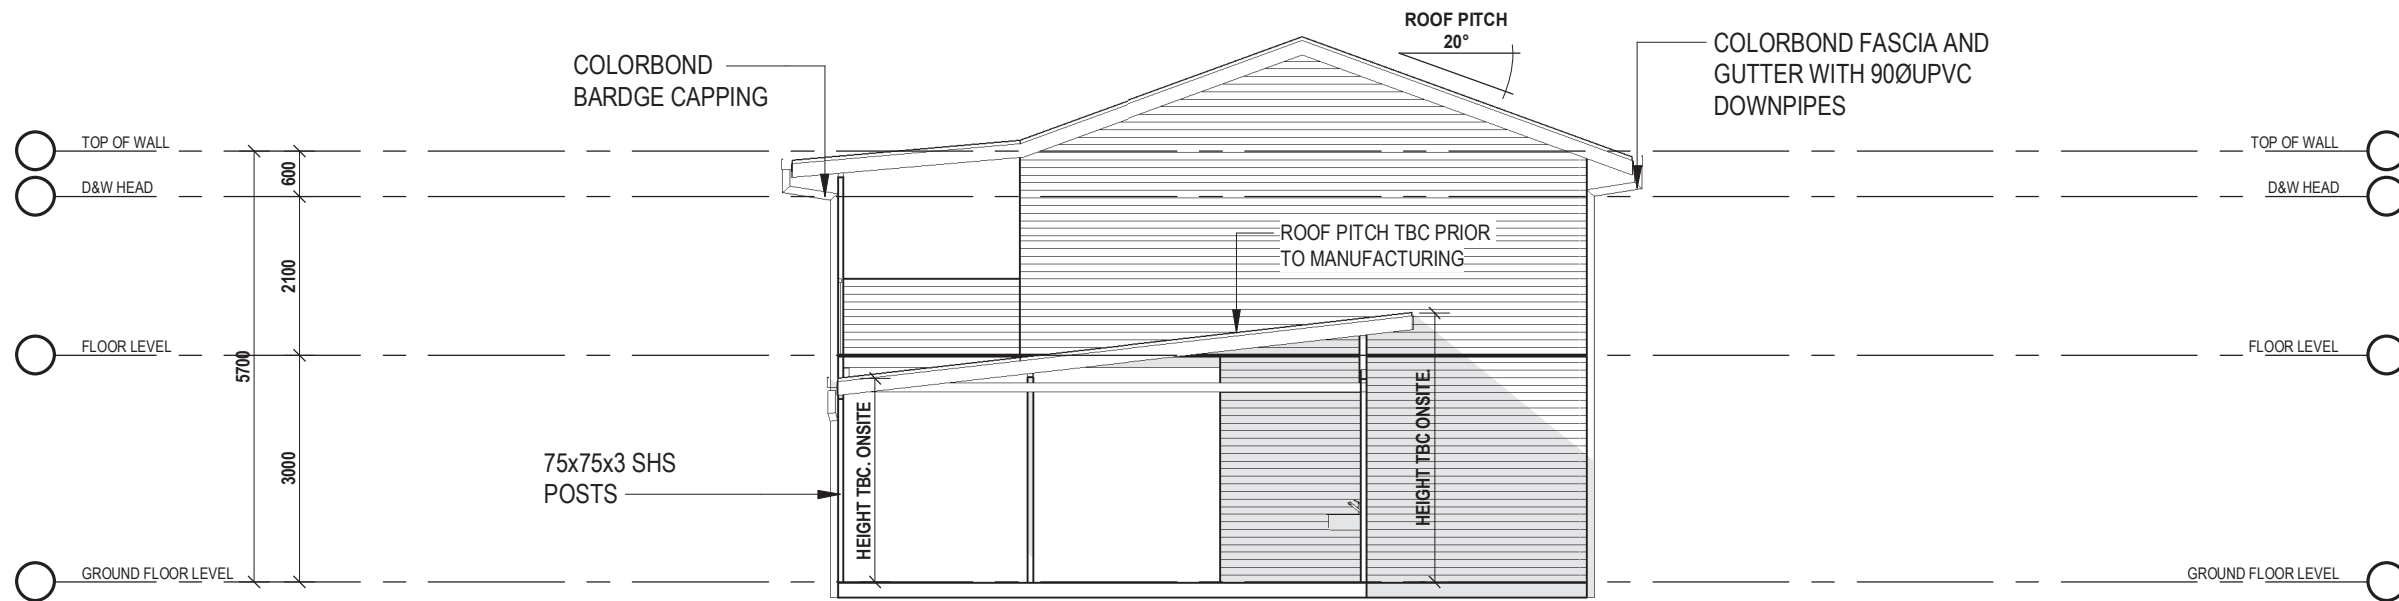 ROOF PITCH
20°
COLORBOND
BARDGE CAPPING
COLORBOND FASCIA AND
GUTTER WITH 90ØUPVC
DOWNPIPES
TOP OF WALL
TOP OF WALL
600
D&W HEAD
D&W HEAD
ROOF PITCH TBC PRIOR
TO MANUFACTURING
2100
FLOOR LEVEL
FLOOR LEVEL
5700
HEIGHT TBC. ONSITE
HEIGHT TBC ONSITE.
3000
75x75x3 SHS
POSTS
GROUND FLOOR LEVEL
GROUND FLOOR LEVEL